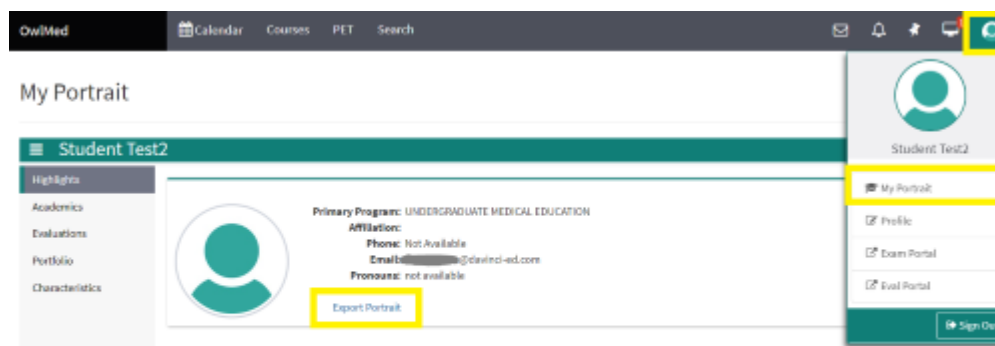 OwlMed Calendar Courses PET Search
My Portrait
Student Test2
Student Test2
Highlights
Academics
Evaluations
Portfolio
Characteristics
Primary Program: UNDERGRADUATE MEDICAL EDUCATION
Affiliation:
Phone: Not Available
Email: @davinci-ed.com
Pronouns: not available
Export Portrait
My Portrait
Profile
Exam Portal
Eval Portal
Sign Ou